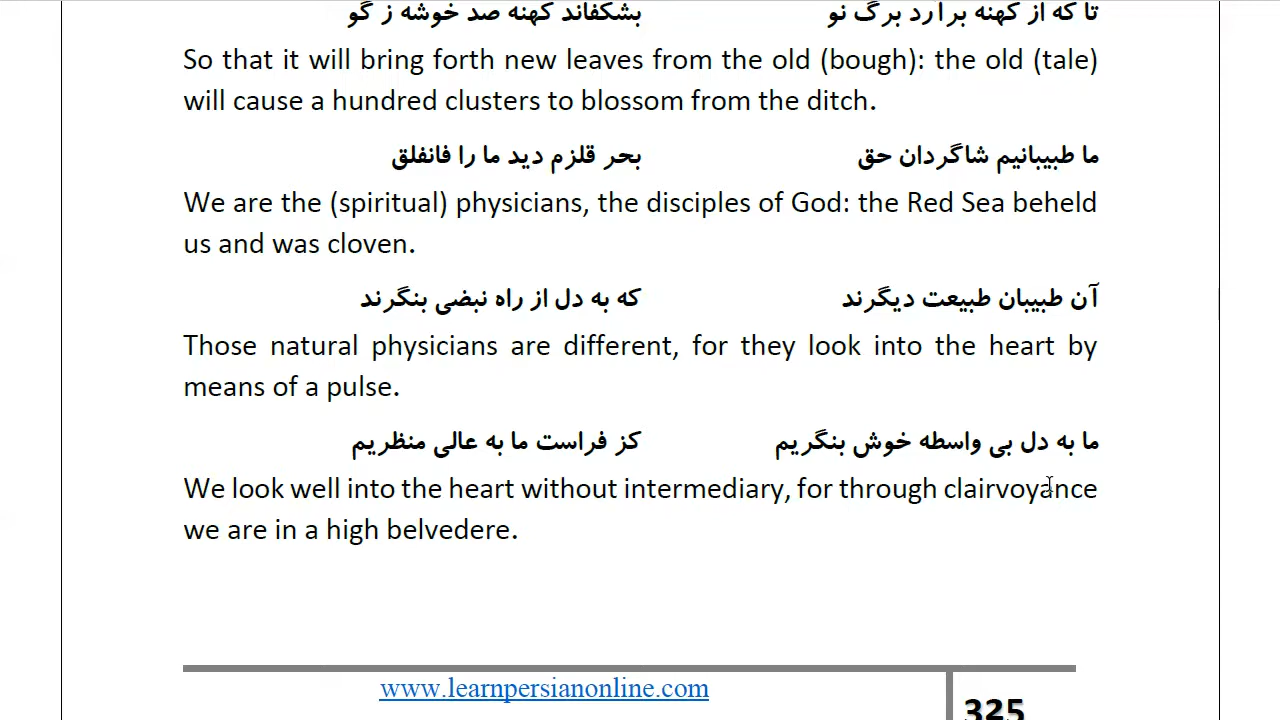 تا که از کهنه برآرد برگ نو بشکفاند کهنه صد خوشه ز گو
So that it will bring forth new leaves from the old (bough): the old (tale)
will cause a hundred clusters to blossom from the ditch.
ما طبیبانیم شاگردان حق بحر قلزم دید ما را فانفلق
We are the (spiritual) physicians, the disciples of God: the Red Sea beheld
us and was cloven.
آن طبیبان طبیعت دیگرند که به دل از راه نبضی بنگرند
Those natural physicians are different, for they look into the heart by
means of a pulse.
ما به دل بی واسطه خوش بنگریم کز فراست ما به عالی منظریم
We look well into the heart without intermediary, for through clairvoyance
we are in a high belvedere.
www.learnpersianonline.com
325